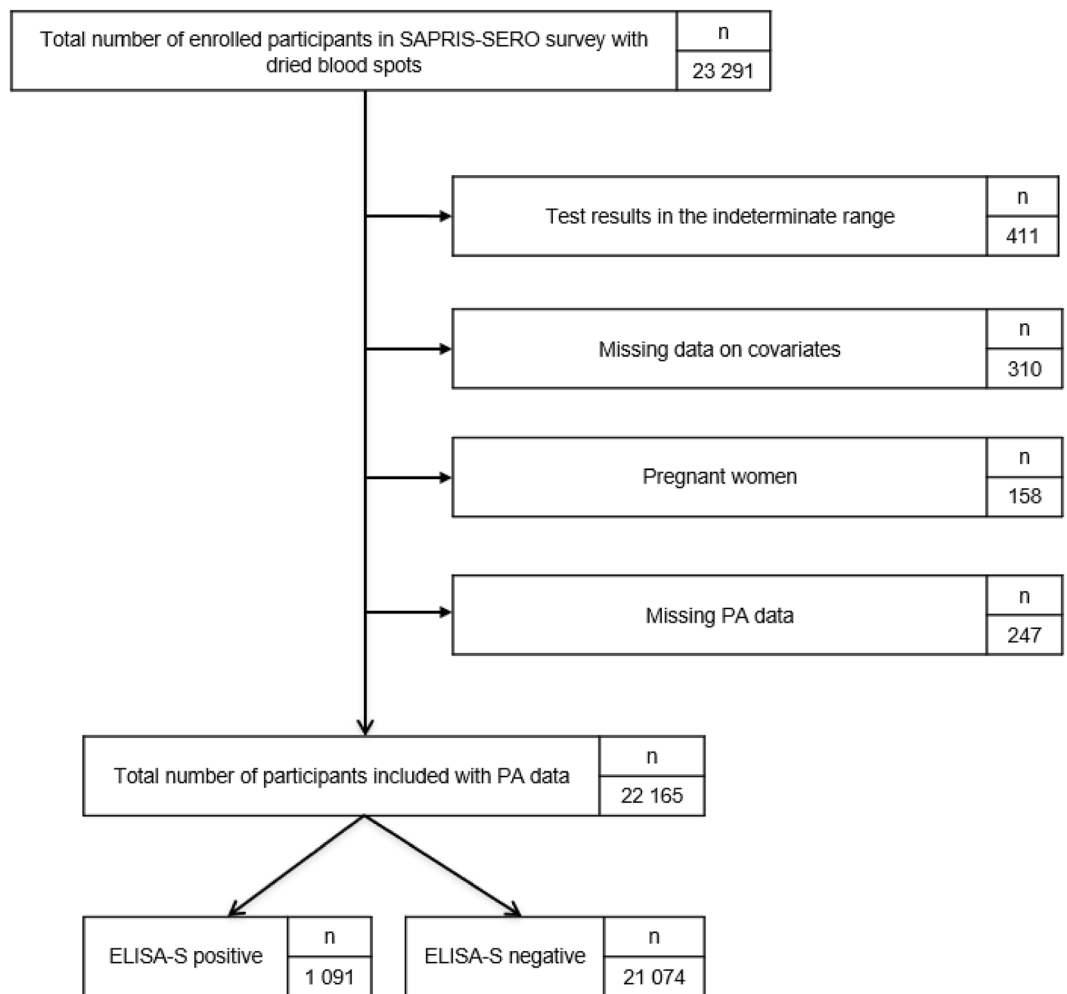 Total number of enrolled participants in SAPRIS-SERO survey with
dried blood spots
n
23 291
Test results in the indeterminate range
n
411
Missing data on covariates
n
310
Pregnant women
n
158
Missing PA data
n
247
Total number of participants included with PA data
n
22 165
ELISA-S positive
n
1 091
ELISA-S negative
n
21 074